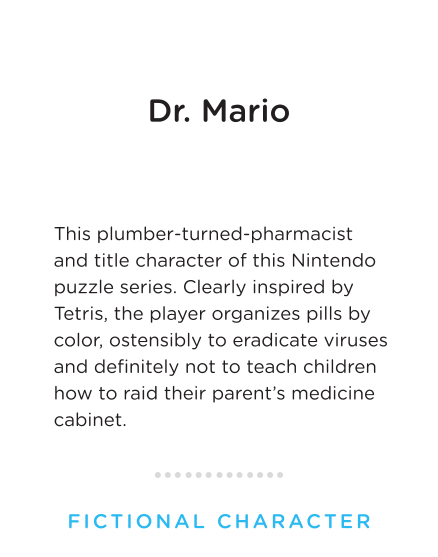 Dr. Mario
This plumber-turned-pharmacist
and title character of this Nintendo
puzzle series. Clearly inspired by
Tetris, the player organizes pills by
color, ostensibly to eradicate viruses
and definitely not to teach children
how to raid their parent’s medicine
cabinet.
FICTIONAL CHARACTER